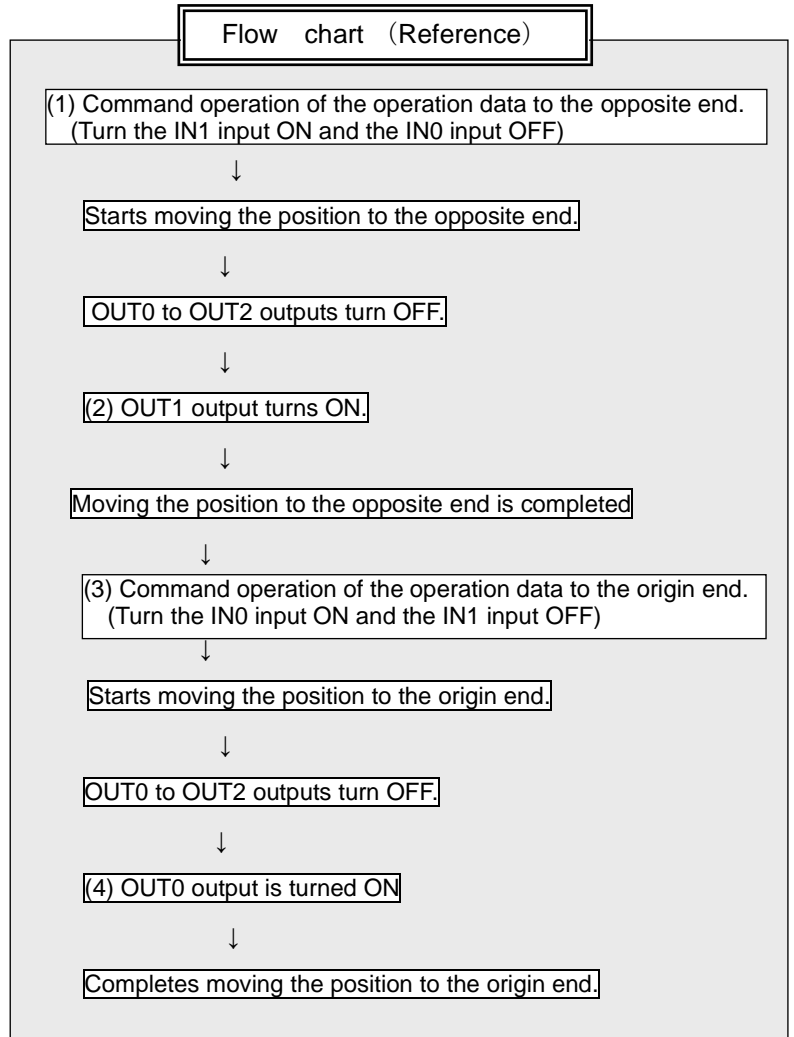 Flow chart （Reference）
(1) Command operation of the operation data to the opposite end.
(Turn the IN1 input ON and the IN0 input OFF)
↓
Starts moving the position to the opposite end.
↓
OUT0 to OUT2 outputs turn OFF.
↓
(2) OUT1 output turns ON.
↓
Moving the position to the opposite end is completed
↓
(3) Command operation of the operation data to the origin end.
(Turn the IN0 input ON and the IN1 input OFF)
↓
Starts moving the position to the origin end.
↓
OUT0 to OUT2 outputs turn OFF.
↓
(4) OUT0 output is turned ON
↓
Completes moving the position to the origin end.